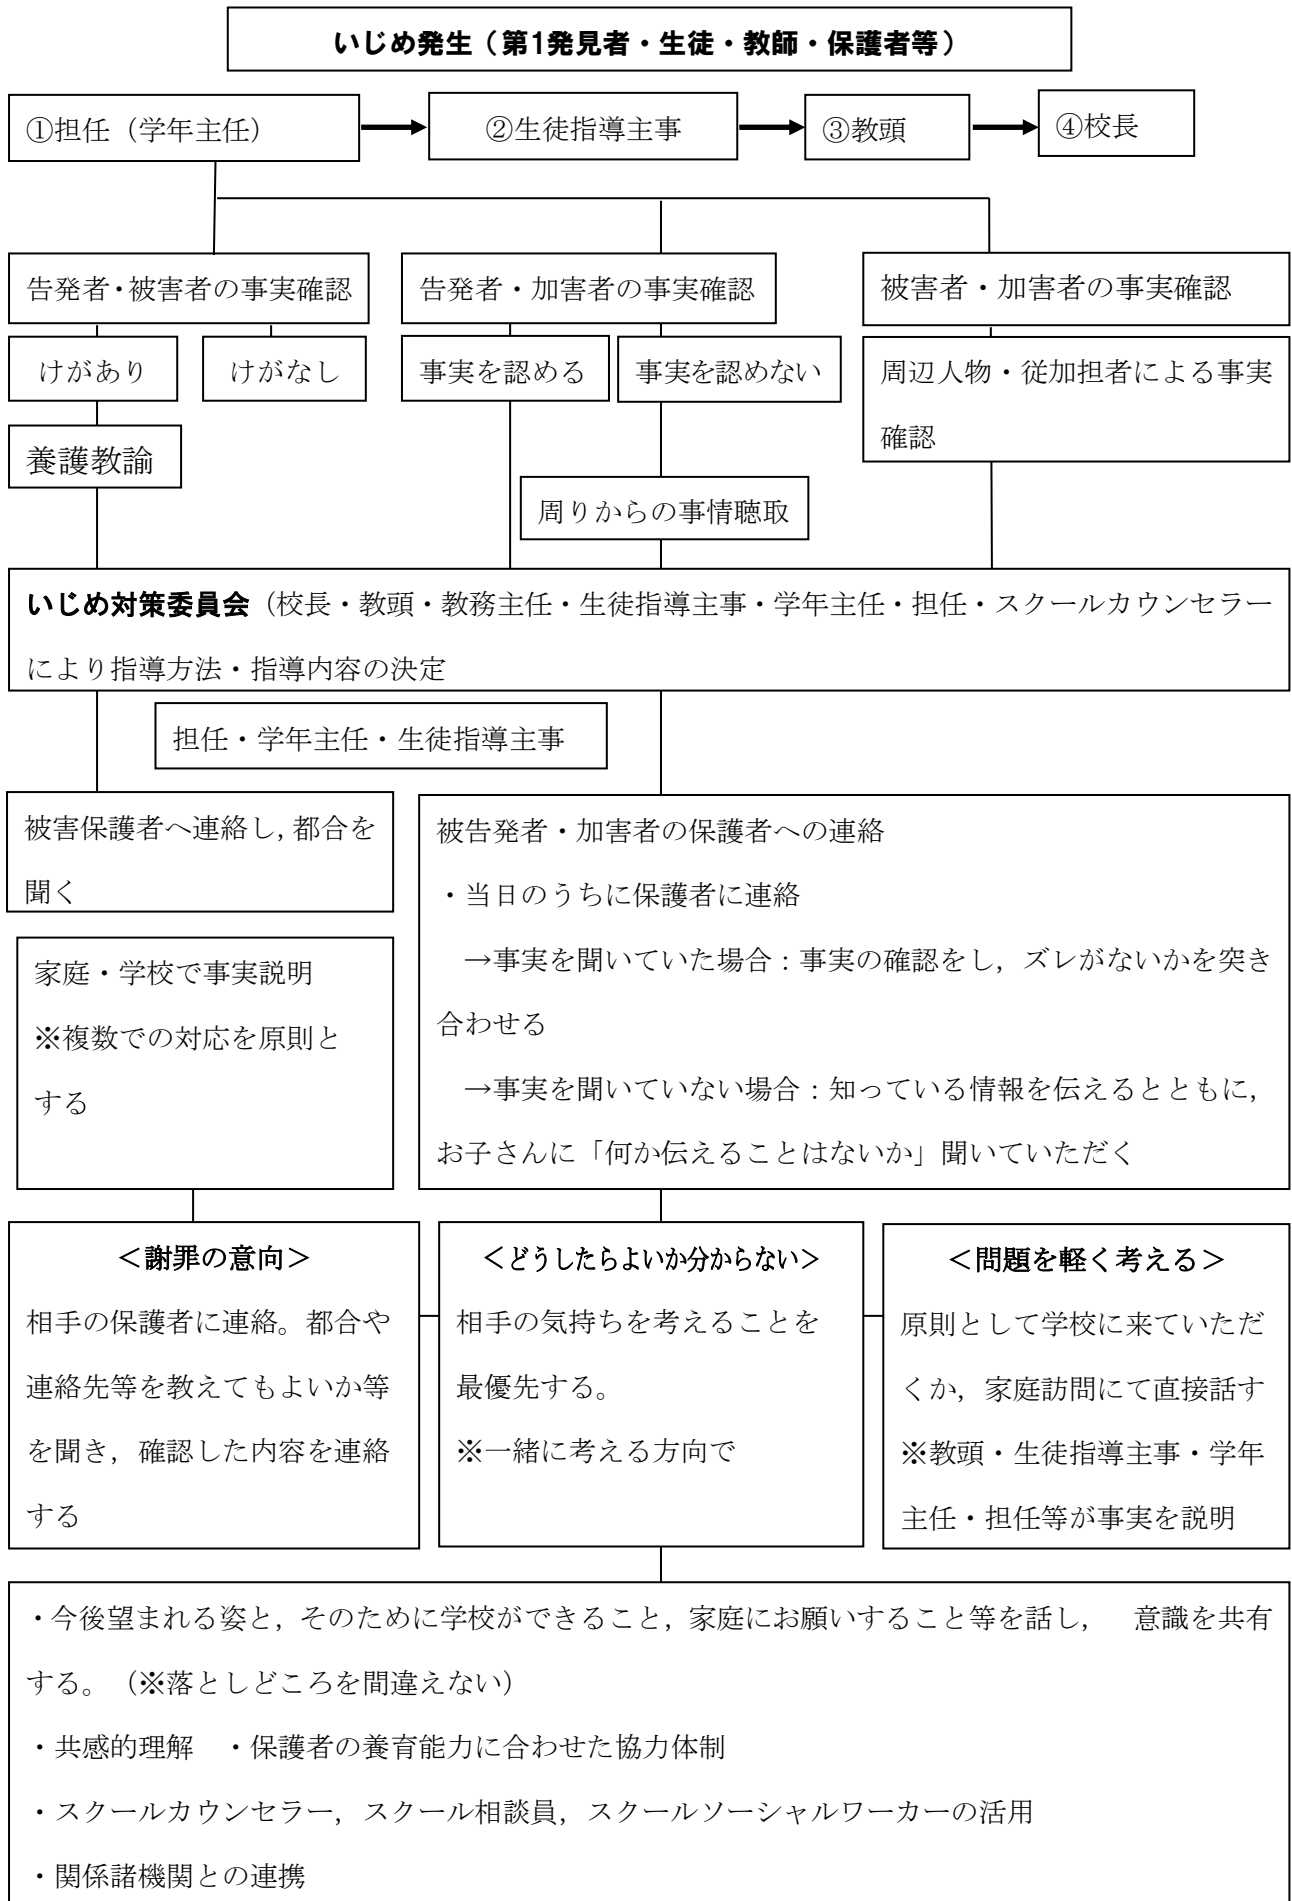 いじめ発生（第1発見者・生徒・教師・保護者等）
①担任（学年主任）
②生徒指導主事
③教頭
④校長
告発者・被害者の事実確認
告発者・加害者の事実確認
被害者・加害者の事実確認
けがあり
けがなし
事実を認める
事実を認めない
周辺人物・従加担者による事実
確認
養護教諭
周りからの事情聴取
いじめ対策委員会（校長・教頭・教務主任・生徒指導主事・学年主任・担任・スクールカウンセラー
により指導方法・指導内容の決定
担任・学年主任・生徒指導主事
被害保護者へ連絡し，都合を
聞く
家庭・学校で事実説明
※複数での対応を原則と
する
被告発者・加害者の保護者への連絡
・当日のうちに保護者に連絡
→事実を聞いていた場合：事実の確認をし，ズレがないかを突き
合わせる
→事実を聞いていない場合：知っている情報を伝えるとともに，
お子さんに「何か伝えることはないか」聞いていただく
＜謝罪の意向＞
相手の保護者に連絡。都合や
連絡先等を教えてもよいか等
を聞き，確認した内容を連絡
する
＜どうしたらよいか分からない＞
相手の気持ちを考えることを
最優先する。
※一緒に考える方向で
＜問題を軽く考える＞
原則として学校に来ていただ
くか，家庭訪問にて直接話す
※教頭・生徒指導主事・学年
主任・担任等が事実を説明
・今後望まれる姿と，そのために学校ができること，家庭にお願いすること等を話し，　意識を共有
する。（※落としどころを間違えない）
・共感的理解　・保護者の養育能力に合わせた協力体制
・スクールカウンセラー，スクール相談員，スクールソーシャルワーカーの活用
・関係諸機関との連携